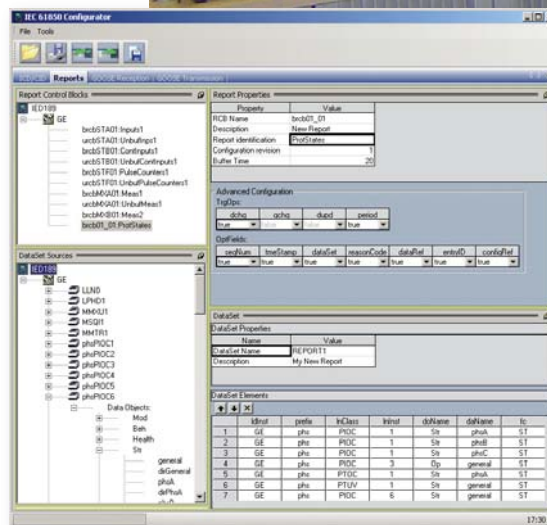 IEC 61850 Configurator
File Tools
Reports GOOSE Reception GOOSE Transmission
Report Control Blocks
IED189
GE
brcbSTA01:Inputs1
urcbSTA01:UnbufInps1
brcbSTB01:ContInputs1
urcbSTB01:UnbufContInputs1
brcbSTF01:PulseCounters1
urcbSTF01:UnbufPulseCounters1
brcbMXA01:Meas1
urcbMXA01:UnbufMeas1
brcbMXB01:Meas2
brcb01_01:ProtStates
DataSet Sources
IED189
GE
LLN0
LPHD1
MMXU1
MSQI1
MMTR1
phsPIOC1
phsPIOC2
phsPIOC3
phsPIOC4
phsPIOC5
phsPIOC6
Data Objects:
Mod
Beh
Health
Str
general
dirGeneral
phsA
dirPhsA
Report Properties
Property Value
RCB Name brcb01_01
Description New Report
Report identification ProtStates
Configuration revision 1
Buffer Time 20
Advanced Configuration
TrgOps:
dchg qchg dupd period
true false false true
OptFields:
seqNum timeStamp dataSet reasonCode dataRef entryID configRef
true true true true true true true
DataSet
DataSet Properties
Name Value
DataSet Name REPORT1
Description My New Report
DataSet Elements
ldInst prefix lnClass lnInst doName daName fc
1 GE phs PIOC 1 Str phsA ST
2 GE phs PIOC 1 Str phsB ST
3 GE phs PIOC 1 Str phsC ST
4 GE phs PIOC 3 Op general ST
5 GE phs PTOC 1 Str phsA ST
6 GE phs PTUV 1 Str general ST
7 GE phs PIOC 6 Str general ST
17:30